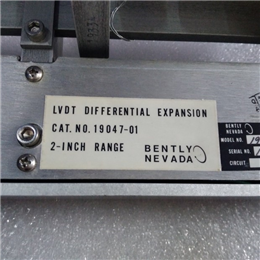 LVDT DIFFERENTIAL EXPANSION
CAT. NO. 19047-01
2-INCH RANGE
BENTLY
NEVADA
BENTLY
NEVADA
MODEL NO.
SERIAL NO.
CIRCUIT